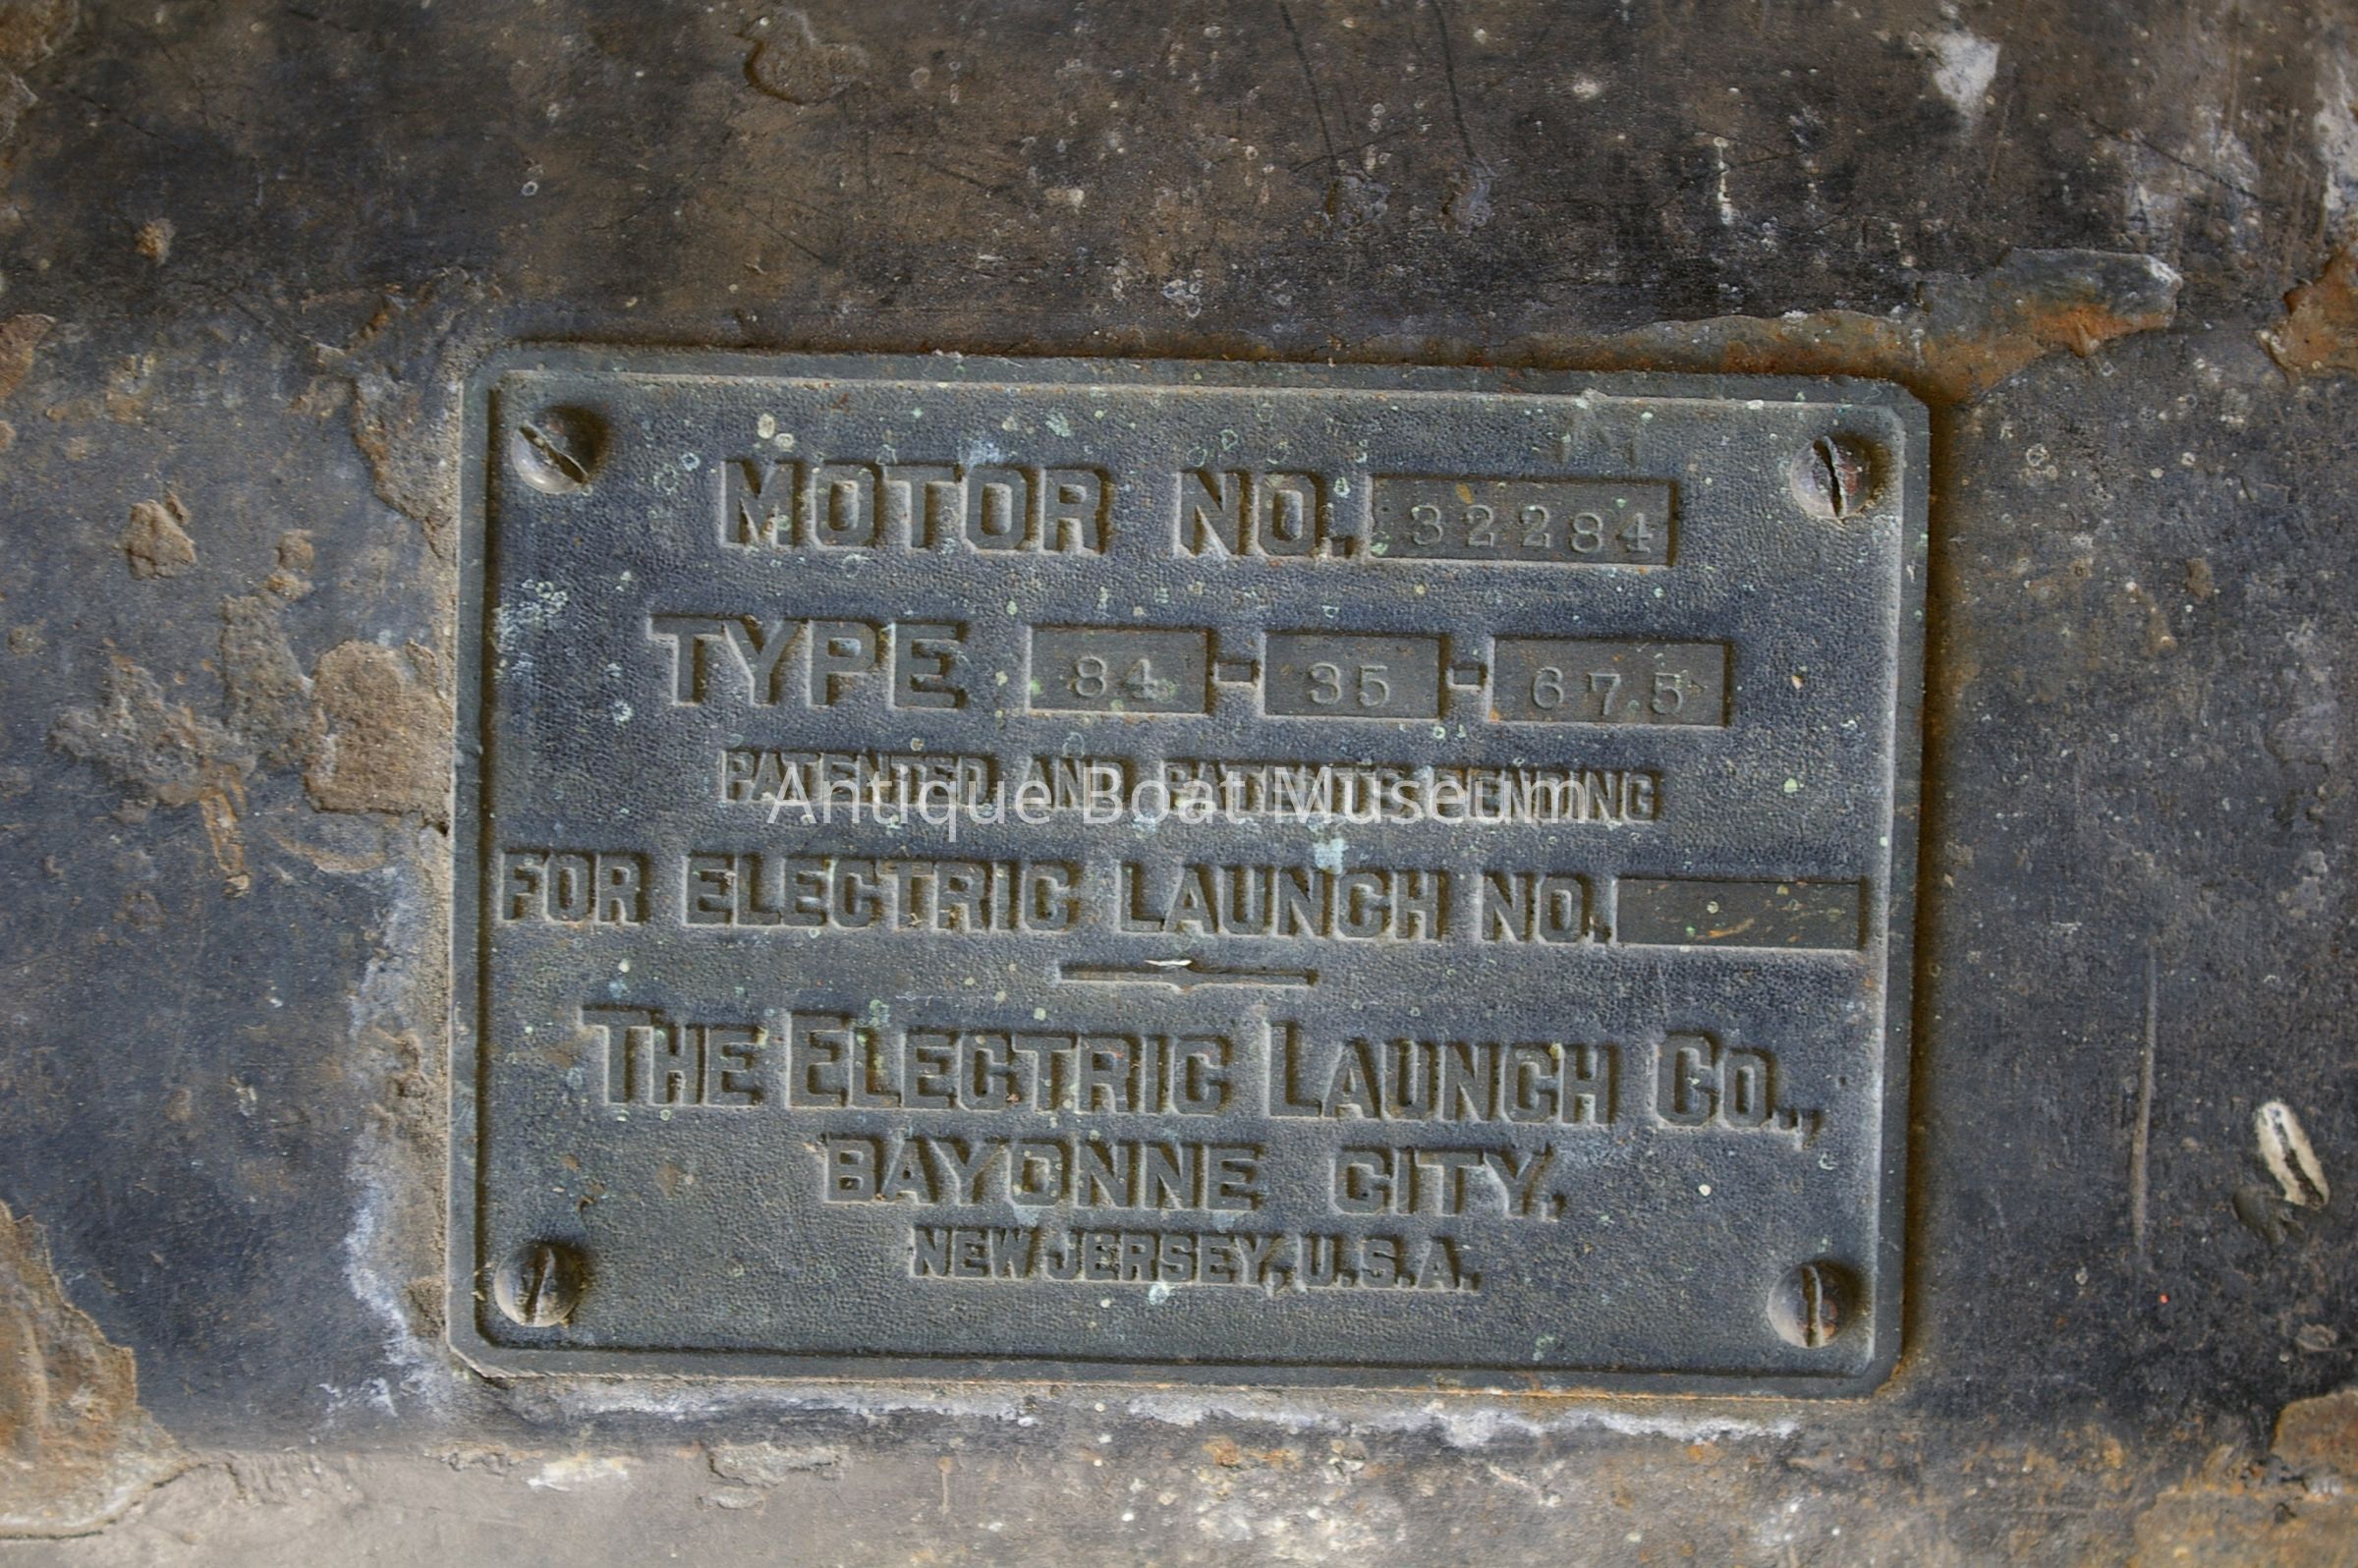 MOTOR NO. 32284
TYPE 84 - 35 - 675
PATENTED AND PATENTS PENDING
Antique Boat Museum
FOR ELECTRIC LAUNCH NO.
THE ELECTRIC LAUNCH CO.,
BAYONNE CITY.
NEW JERSEY, U.S.A.